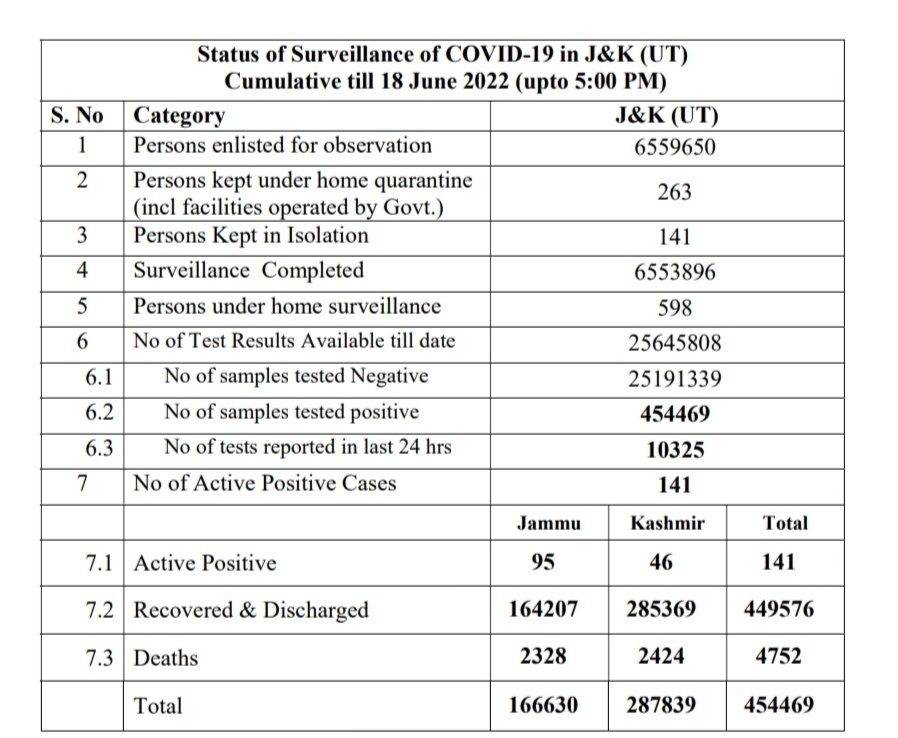 Status of Surveillance of COVID-19 in J&K (UT)
Cumulative till 18 June 2022 (upto 5:00 PM)
S. No Category J&K (UT)
1 Persons enlisted for observation 6559650
2 Persons kept under home quarantine
(incl facilities operated by Govt.) 263
3 Persons Kept in Isolation 141
4 Surveillance Completed 6553896
5 Persons under home surveillance 598
6 No of Test Results Available till date 25645808
6.1 No of samples tested Negative 25191339
6.2 No of samples tested positive 454469
6.3 No of tests reported in last 24 hrs 10325
7 No of Active Positive Cases 141
Jammu Kashmir Total
7.1 Active Positive 95 46 141
7.2 Recovered & Discharged 164207 285369 449576
7.3 Deaths 2328 2424 4752
Total 166630 287839 454469